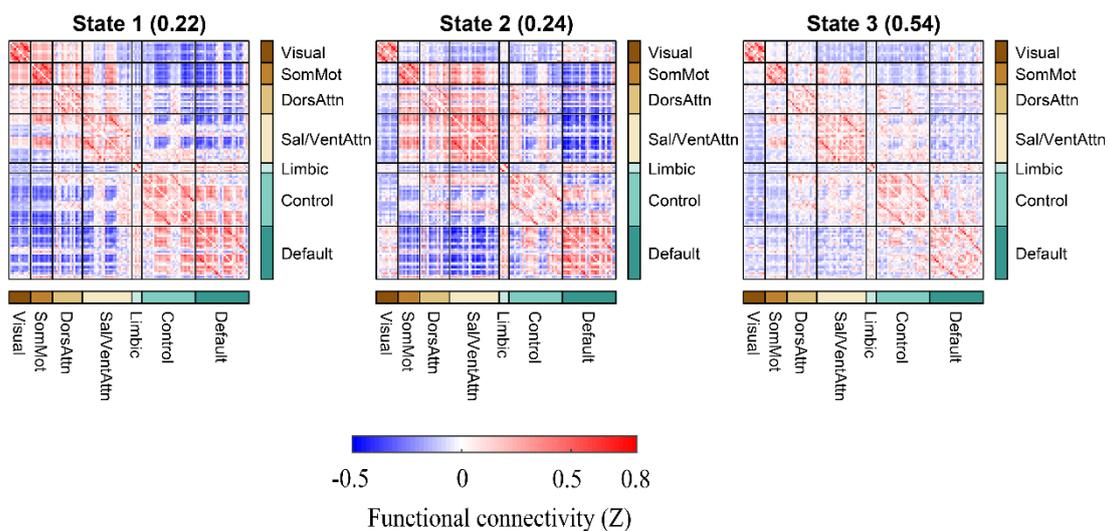 State 1 (0.22)
State 2 (0.24)
State 3 (0.54)
Visual
SomMot
DorsAttn
Sal/VentAttn
Limbic
Control
Default
Visual
SomMot
DorsAttn
Sal/VentAttn
Limbic
Control
Default
Visual
SomMot
DorsAttn
Sal/VentAttn
Limbic
Control
Default
Visual
SomMot
DorsAttn
Sal/VentAttn
Limbic
Control
Default
Visual
SomMot
DorsAttn
Sal/VentAttn
Limbic
Control
Default
Visual
SomMot
DorsAttn
Sal/VentAttn
Limbic
Control
Default
-0.5 0 0.5 0.8
Functional connectivity (Z)